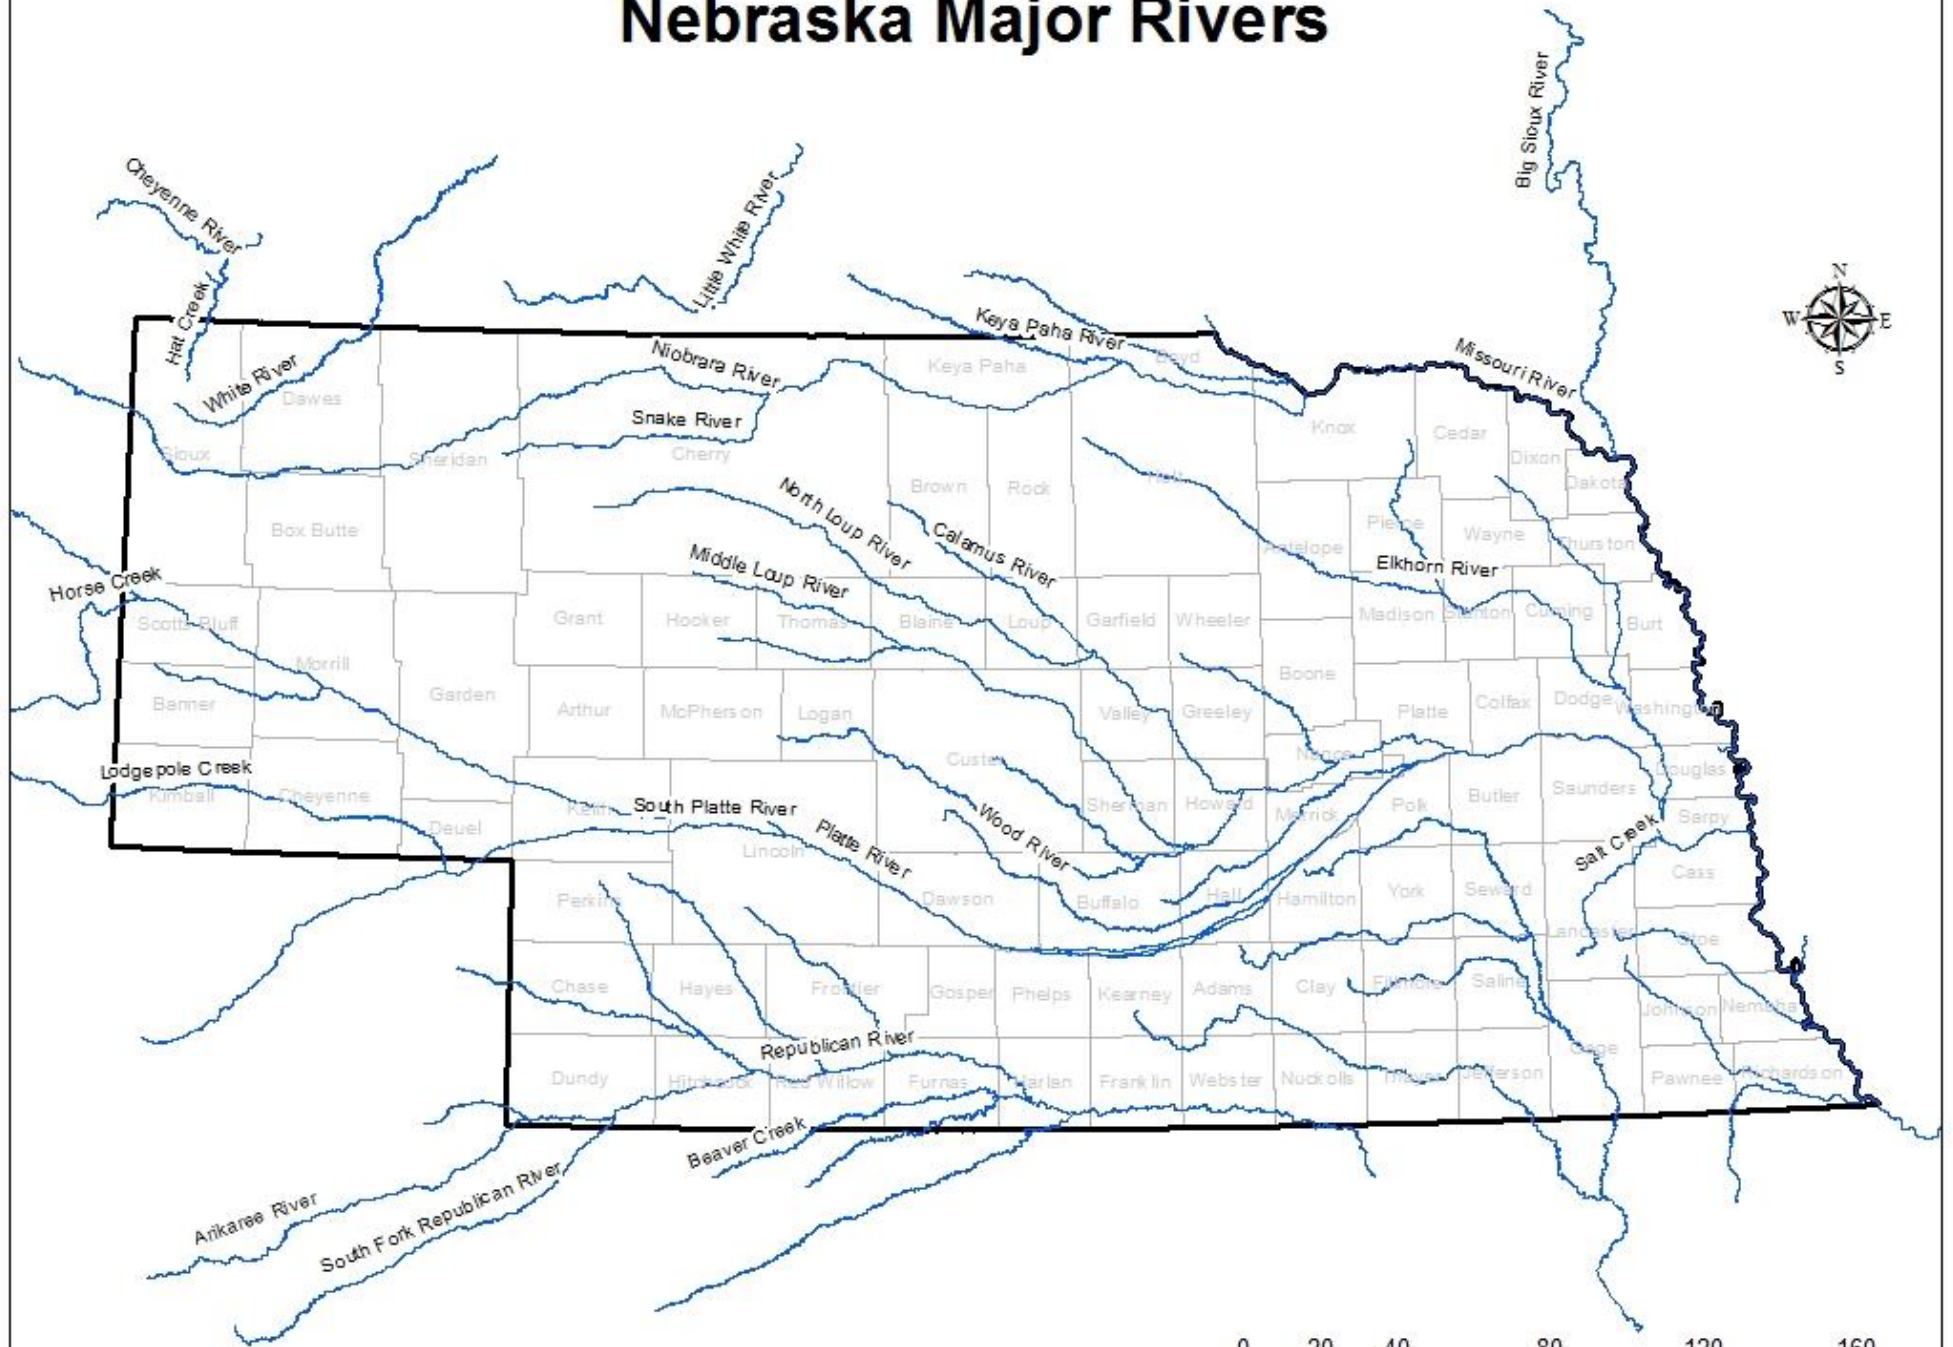 Nebraska Major Rivers
Big Sioux River
Cheyenne River
Little White River
Hat Creek
N
W E
S
Keya Paha River
Missouri River
Niobrara River
Boyd
White River
Keya Paha
Dawes
Snake River
Knox
Cedar
Sioux
Sheridan
Cherry
Dixon
Holt
Brown
Rock
Dakota
North Loup River
Box Butte
Pierce
Wayne
Calamus River
Antelope
Thurston
Middle Loup River
Elkhorn River
Horse Creek
Scotts Bluff
Grant
Hooker
Thomas
Blaine
Loup
Garfield
Wheeler
Madison
Stanton
Cuming
Burt
Morrill
Boone
Garden
Banner
Arthur
McPherson
Logan
Valley
Greeley
Platte
Colfax
Dodge
Washington
Custer
Nance
Lodgepole Creek
Kimball
Cheyenne
Douglas
Keith
South Platte River
Sherman
Howard
Merrick
Polk
Butler
Saunders
Sarpy
Deuel
Lincoln
Platte River
Wood River
Salt Creek
Cass
Perkins
Dawson
Buffalo
Hall
Hamilton
York
Seward
Lancaster
Otoe
Chase
Hayes
Frontier
Gosper
Phelps
Kearney
Adams
Clay
Fillmore
Saline
Johnson
Nemaha
Republican River
Gage
Dundy
Hitchcock
Red Willow
Furnas
Harlan
Franklin
Webster
Nuckolls
Thayer
Jefferson
Pawnee
Richardson
Beaver Creek
Arikaree River
South Fork Republican River
0 20 40 80 120 160